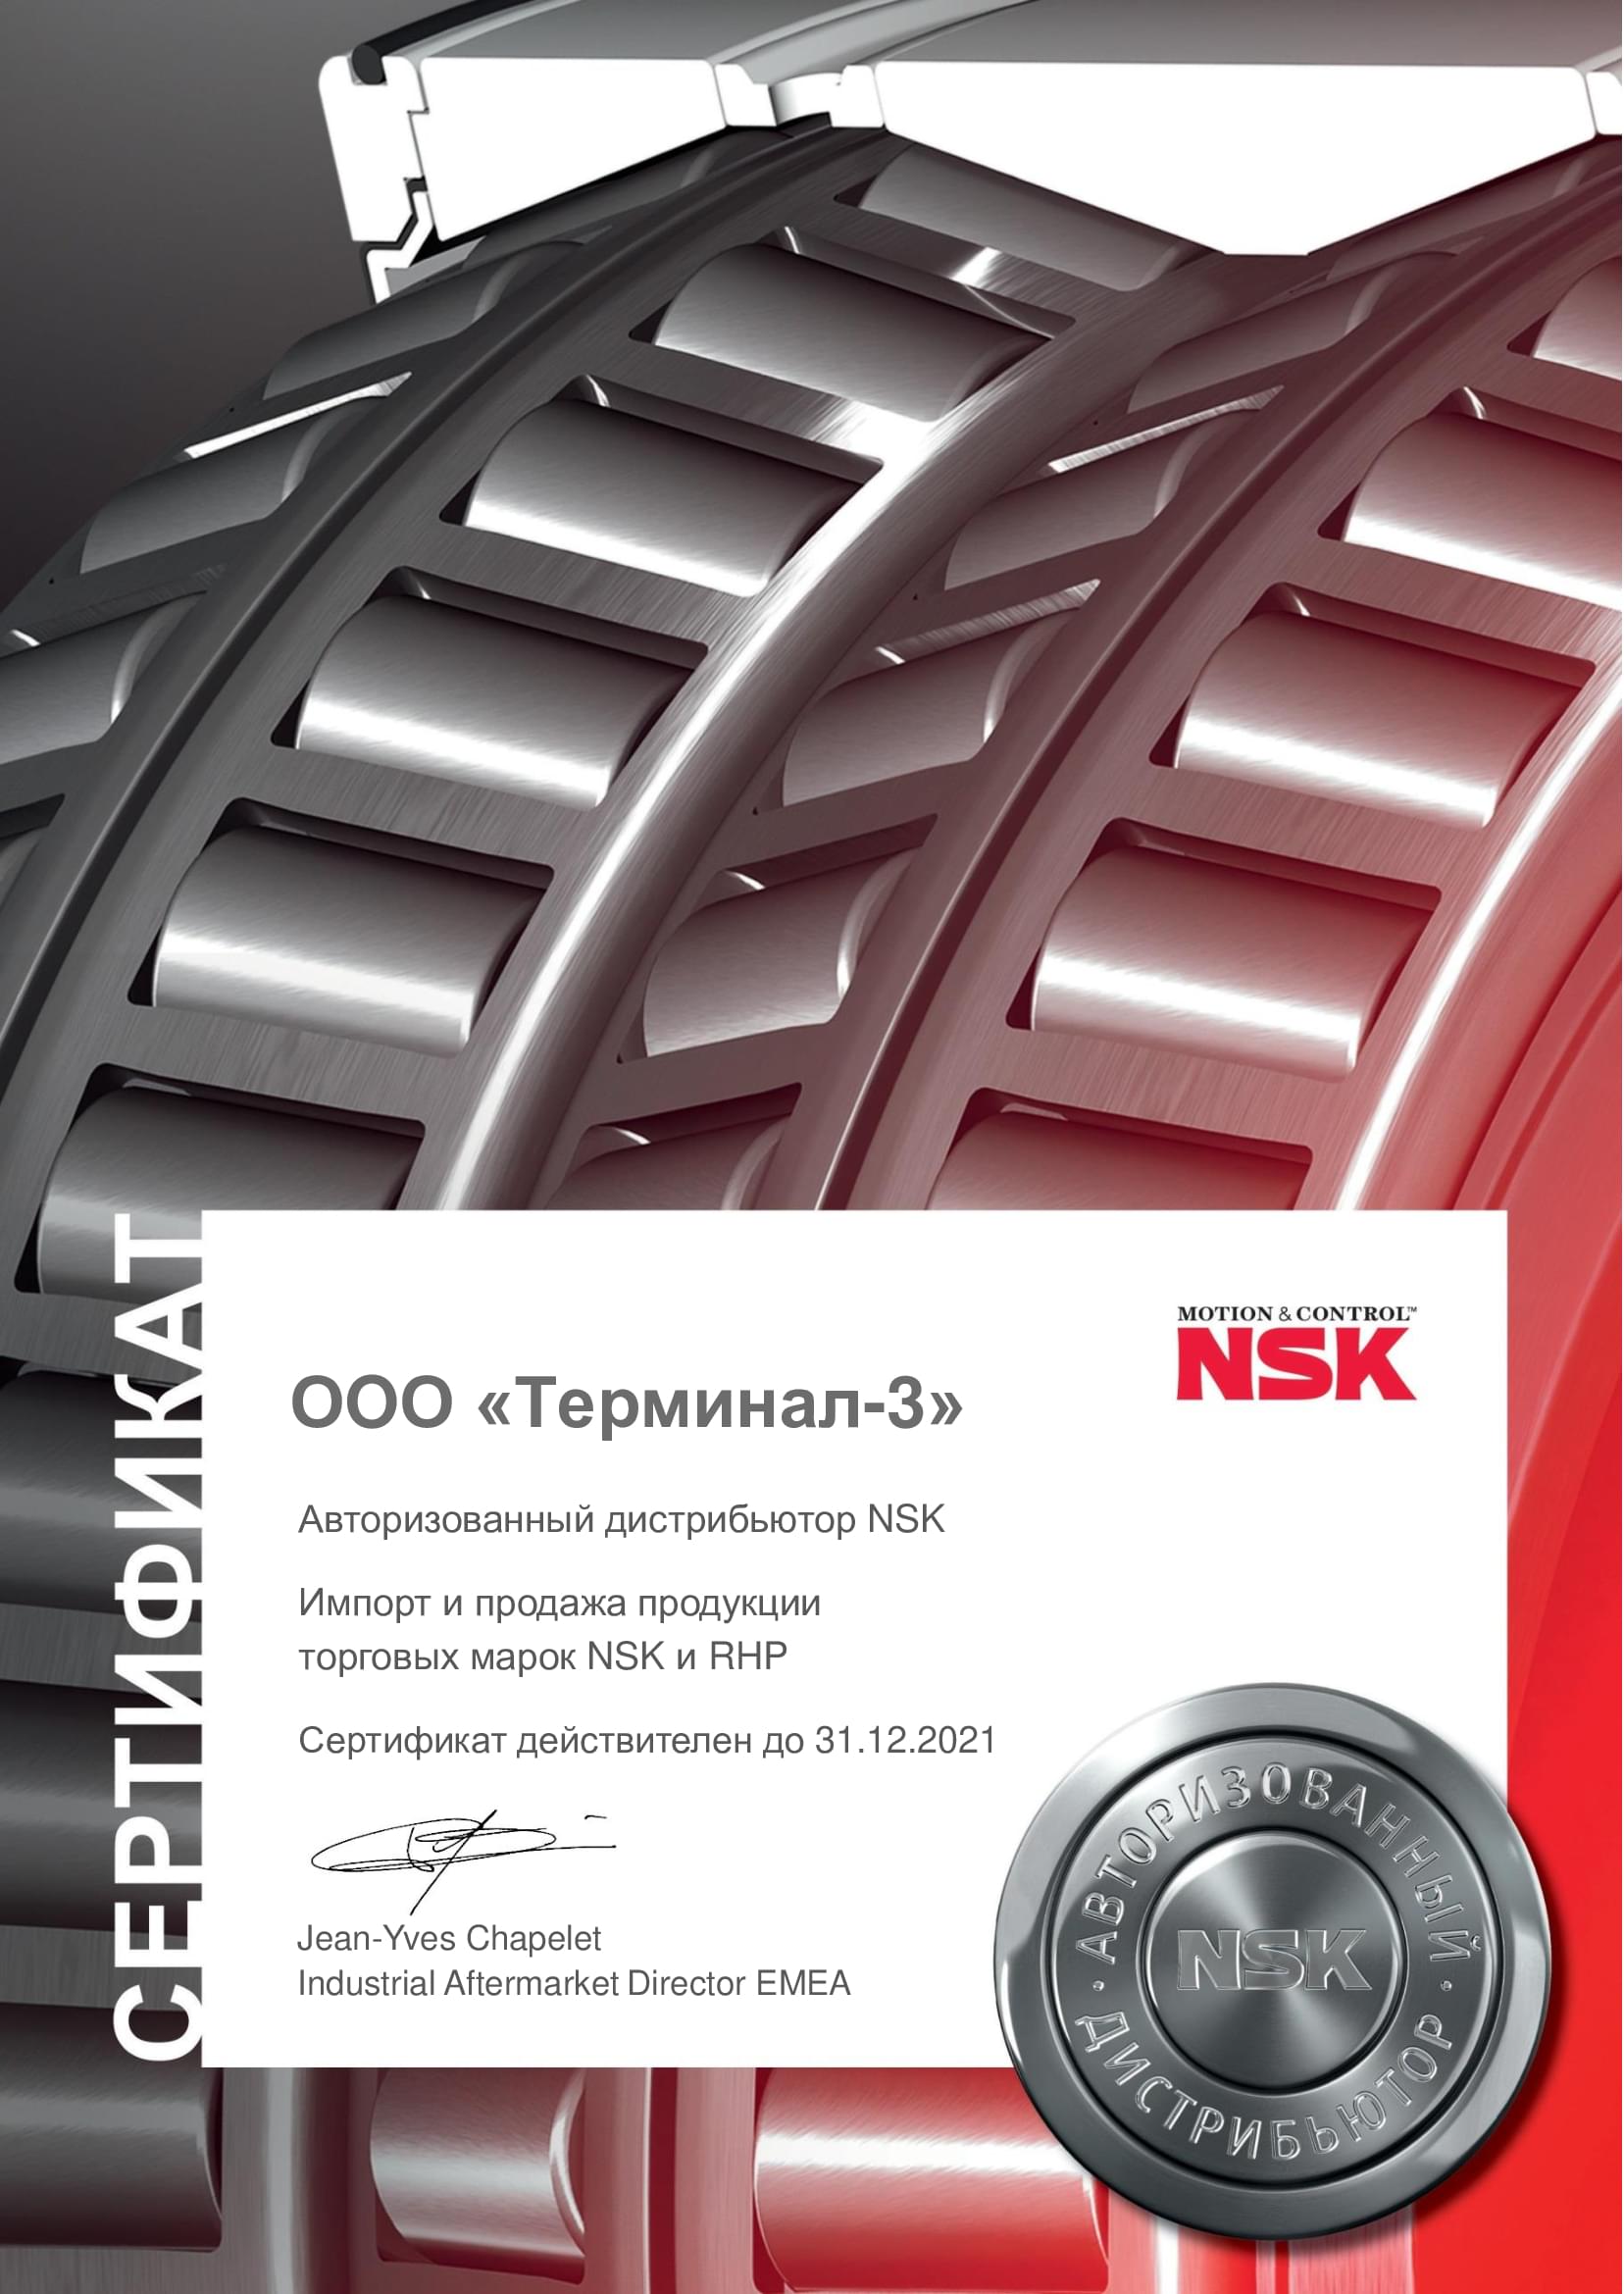 СЕРТИФИКАТ
MOTION & CONTROL™
NSK
ООО «Терминал-3»
Авторизованный дистрибьютор NSK
Импорт и продажа продукции
торговых марок NSK и RHP
Сертификат действителен до 31.12.2021
Jean-Yves Chapelet
Industrial Aftermarket Director EMEA
· АВТОРИЗОВАННЫЙ ·
ДИСТРИБЬЮТОР
NSK